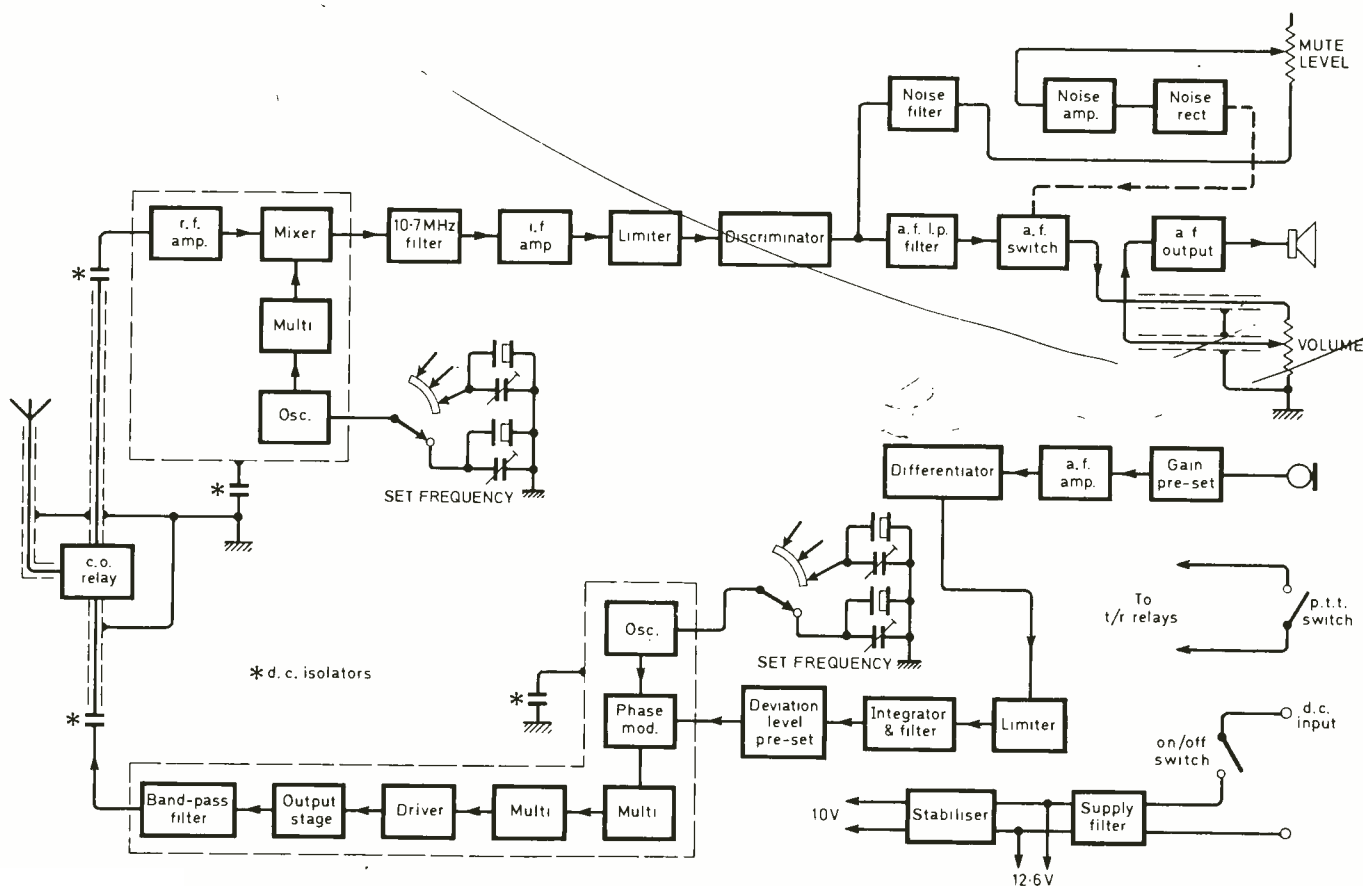 MUTE
LEVEL
Noise
filter
Noise
amp.
Noise
rect
r.f.
amp.
Mixer
10·7MHz
filter
i.f
amp
Limiter
Discriminator
a.f. l.p.
filter
a.f.
switch
a f
output
*
Multi
VOLUME
Osc.
SET FREQUENCY
*
Differentiator
a.f.
amp.
Gain
pre-set
c.o.
relay
To
t/r relays
p.t.t.
switch
Osc.
SET FREQUENCY
* d.c. isolators
*
*
Phase
mod.
Deviation
level
pre-set
Integrator
& filter
Limiter
d.c.
input
on/off
switch
Band-pass
filter
Output
stage
Driver
Multi
Multi
10V
Stabiliser
Supply
filter
12·6V